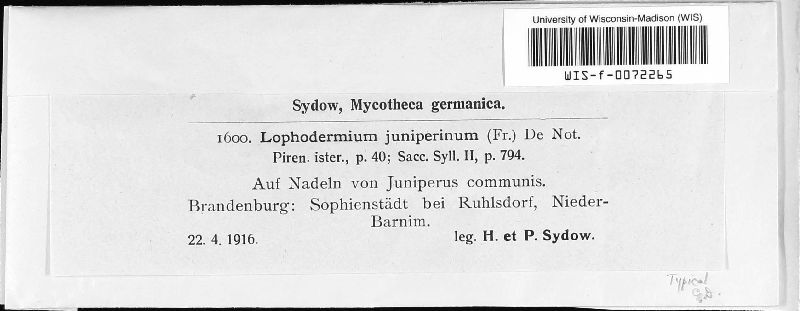 University of Wisconsin-Madison (WIS)
WIS-f-0072265
Sydow, Mycotheca germanica.
1600. Lophodermium juniperinum (Fr.) De Not.
Piren. ister., p. 40; Sacc. Syll. II, p. 794.
Auf Nadeln von Juniperus communis.
Brandenburg: Sophienstädt bei Ruhlsdorf, Nieder-
Barnim.
22. 4. 1916. leg. H. et P. Sydow.
Typical